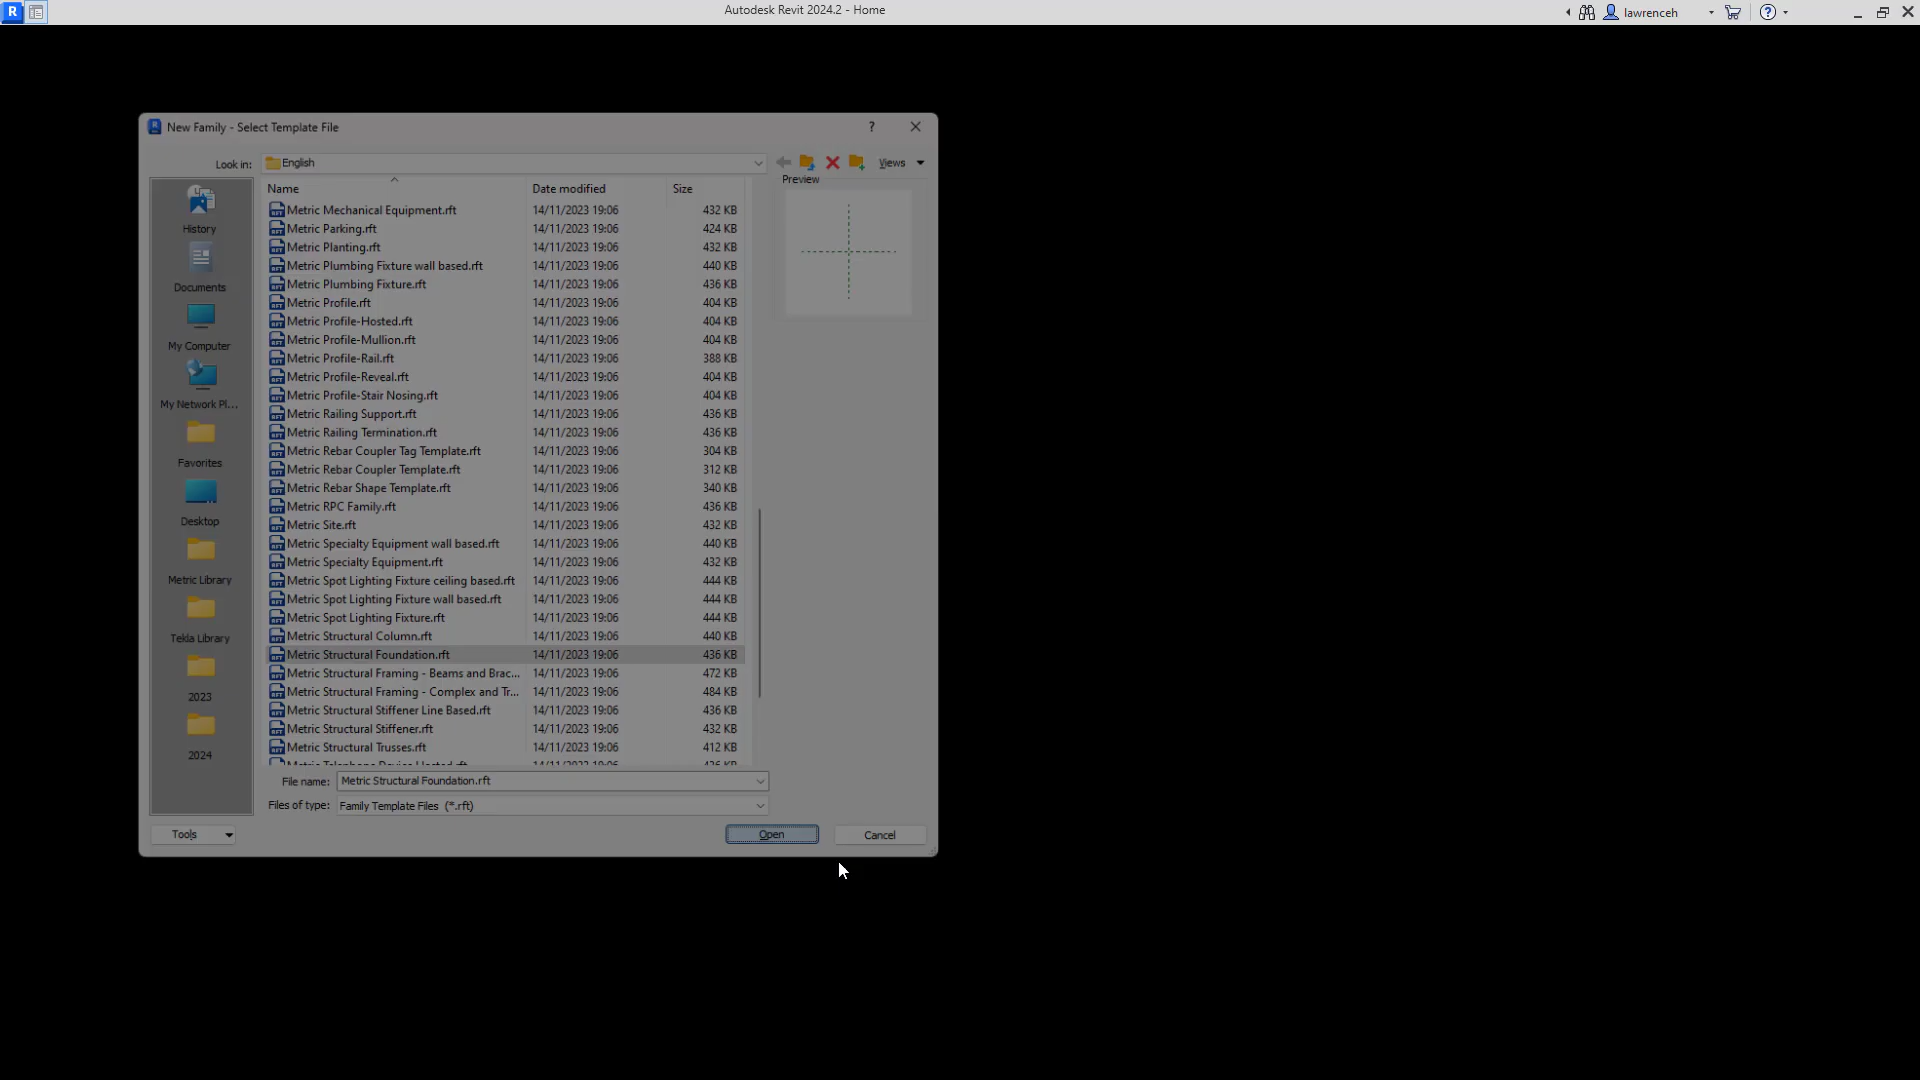 R
Autodesk Revit 2024.2 - Home
lawrenceh
New Family - Select Template File
Look in:
English
Views
Preview
Name
Date modified
Size
Metric Mechanical Equipment.rft 14/11/2023 19:06 432 KB
Metric Parking.rft 14/11/2023 19:06 424 KB
Metric Planting.rft 14/11/2023 19:06 432 KB
Metric Plumbing Fixture wall based.rft 14/11/2023 19:06 440 KB
Metric Plumbing Fixture.rft 14/11/2023 19:06 436 KB
Metric Profile.rft 14/11/2023 19:06 404 KB
Metric Profile-Hosted.rft 14/11/2023 19:06 404 KB
Metric Profile-Mullion.rft 14/11/2023 19:06 404 KB
Metric Profile-Rail.rft 14/11/2023 19:06 388 KB
Metric Profile-Reveal.rft 14/11/2023 19:06 404 KB
Metric Profile-Stair Nosing.rft 14/11/2023 19:06 404 KB
Metric Railing Support.rft 14/11/2023 19:06 436 KB
Metric Railing Termination.rft 14/11/2023 19:06 436 KB
Metric Rebar Coupler Tag Template.rft 14/11/2023 19:06 304 KB
Metric Rebar Coupler Template.rft 14/11/2023 19:06 312 KB
Metric Rebar Shape Template.rft 14/11/2023 19:06 340 KB
Metric RPC Family.rft 14/11/2023 19:06 436 KB
Metric Site.rft 14/11/2023 19:06 432 KB
Metric Specialty Equipment wall based.rft 14/11/2023 19:06 440 KB
Metric Specialty Equipment.rft 14/11/2023 19:06 432 KB
Metric Spot Lighting Fixture ceiling based.rft 14/11/2023 19:06 444 KB
Metric Spot Lighting Fixture wall based.rft 14/11/2023 19:06 444 KB
Metric Spot Lighting Fixture.rft 14/11/2023 19:06 444 KB
Metric Structural Column.rft 14/11/2023 19:06 440 KB
Metric Structural Foundation.rft 14/11/2023 19:06 436 KB
Metric Structural Framing - Beams and Brac... 14/11/2023 19:06 472 KB
Metric Structural Framing - Complex and Tr... 14/11/2023 19:06 484 KB
Metric Structural Stiffener Line Based.rft 14/11/2023 19:06 436 KB
Metric Structural Stiffener.rft 14/11/2023 19:06 432 KB
Metric Structural Trusses.rft 14/11/2023 19:06 412 KB
History
Documents
My Computer
My Network Pl...
Favorites
Desktop
Metric Library
Tekla Library
2023
2024
File name: Metric Structural Foundation.rft
Files of type: Family Template Files (*.rft)
Tools
Open
Cancel